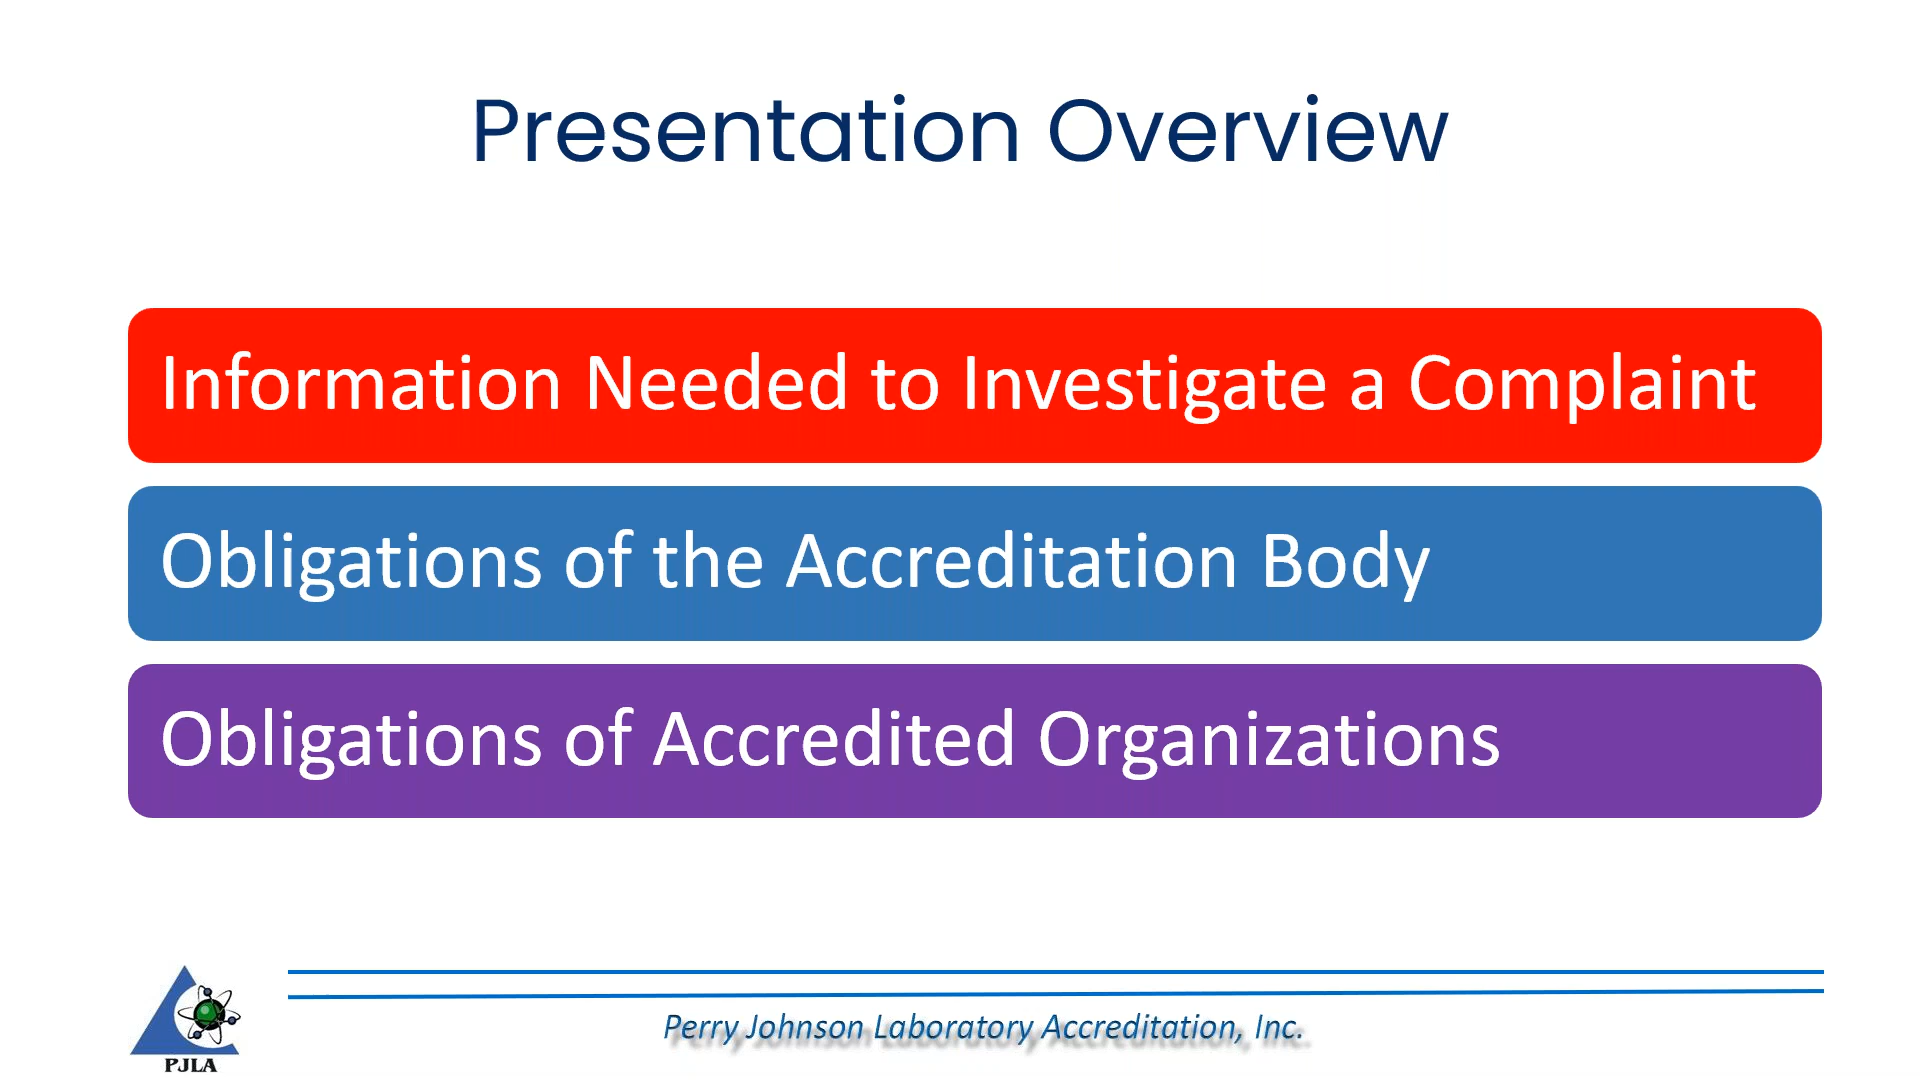 Presentation Overview
Information Needed to Investigate a Complaint
Obligations of the Accreditation Body
Obligations of Accredited Organizations
PJLA
Perry Johnson Laboratory Accreditation, Inc.